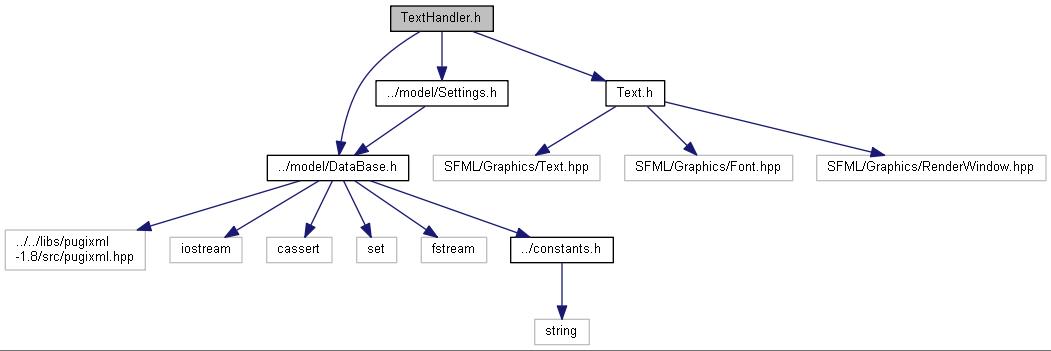 TextHandler.h
../model/Settings.h
Text.h
../model/DataBase.h
SFML/Graphics/Text.hpp
SFML/Graphics/Font.hpp
SFML/Graphics/RenderWindow.hpp
../../libs/pugixml
-1.8/src/pugixml.hpp
iostream
cassert
set
fstream
../constants.h
string